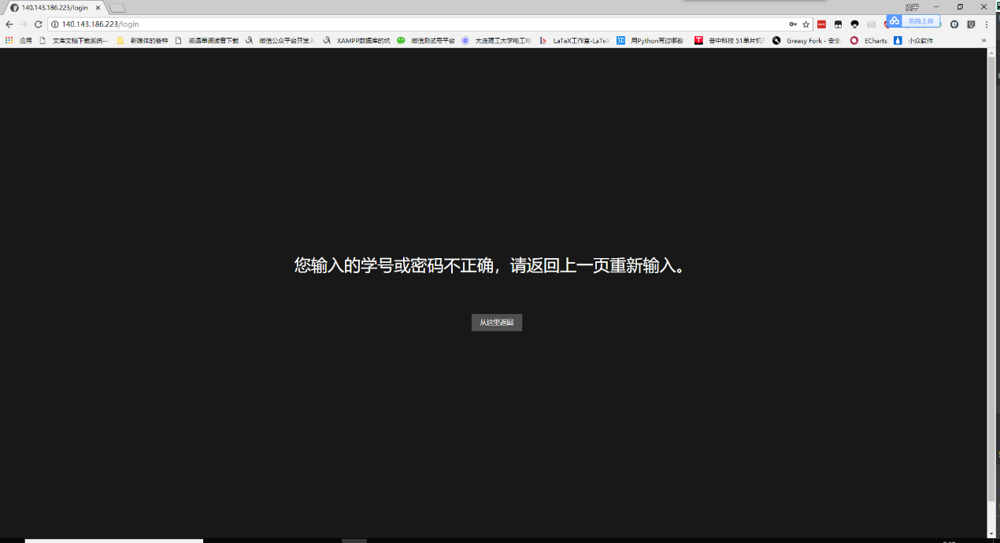 140.143.186.223/login
140.143.186.223/login
拖拽上传
应用 文库文档下载系统— 新媒体的各种 英语单词读音下载 微信公众平台开发入 XAMPP数据库的坑 微信测试号平台 大连理工大学电工电 LaTeX工作室-LaTe 用Python写过哪些 普中科技 51单片机 Greasy Fork - 安全 ECharts 小众软件 »
您输入的学号或密码不正确，请返回上一页重新输入。
从这里返回